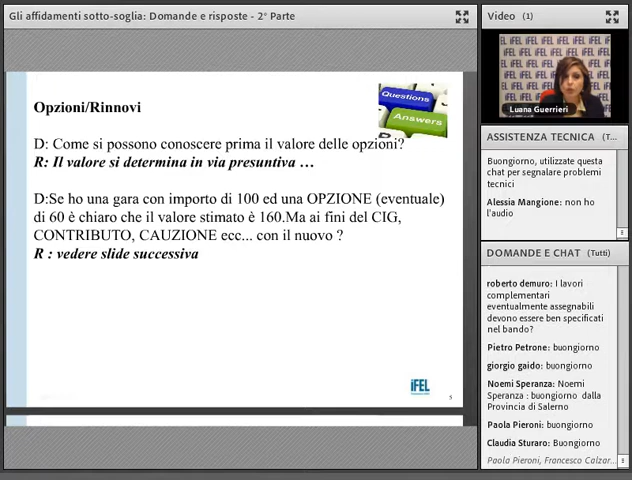 Gli affidamenti sotto-soglia: Domande e risposte - 2° Parte
Opzioni/Rinnovi
Questions
Answers
D: Come si possono conoscere prima il valore delle opzioni?
R: Il valore si determina in via presuntiva …
D:Se ho una gara con importo di 100 ed una OPZIONE (eventuale)
di 60 è chiaro che il valore stimato è 160.Ma ai fini del CIG,
CONTRIBUTO, CAUZIONE ecc... con il nuovo ?
R : vedere slide successiva
iFEL
5
Video (1)
Luana Guerrieri
ASSISTENZA TECNICA (T...
Buongiorno, utilizzate questa
chat per segnalare problemi
tecnici
Alessia Mangione: non ho
l'audio
DOMANDE E CHAT (Tutti)
roberto demuro: I lavori
complementari
eventualmente assegnabili
devono essere ben specificati
nel bando?
Pietro Petrone: buongiorno
giorgio gaido: buongiorno
Noemi Speranza: Noemi
Speranza : buongiorno dalla
Provincia di Salerno
Paola Pieroni: buongiorno
Claudia Sturaro: Buongiorno
Paola Pieroni, Francesco Calzar...